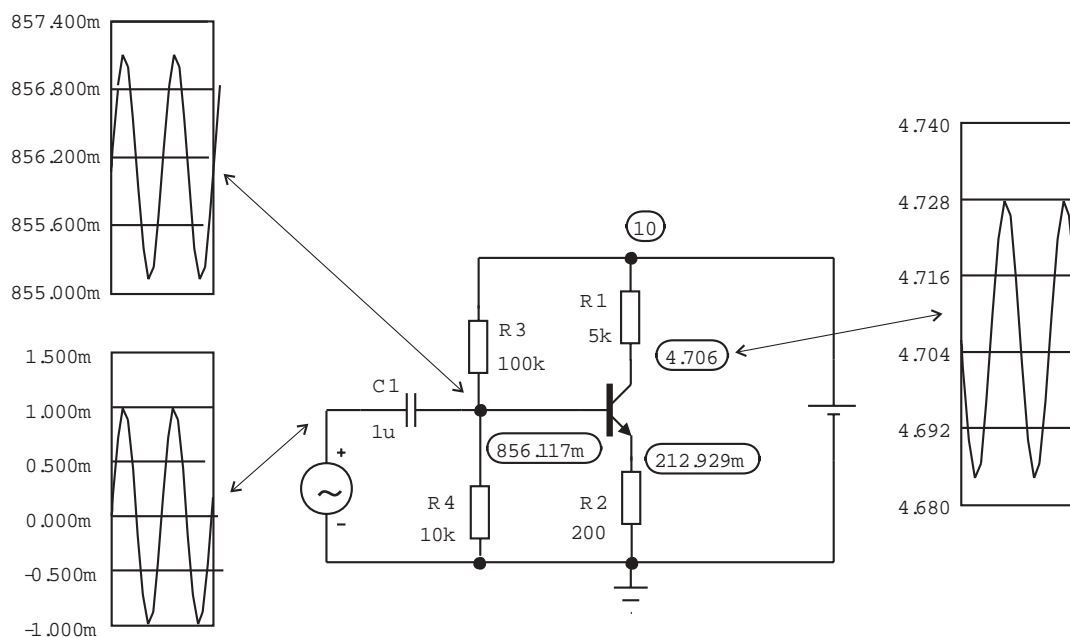 857.400m
856.800m
856.200m
855.600m
855.000m
1.500m
1.000m
0.500m
0.000m
-0.500m
-1.000m
10
R3
100k
R1
5k
4.706
C1
1u
856.117m
212.929m
+
~
-
R4
10k
R2
200
4.740
4.728
4.716
4.704
4.692
4.680